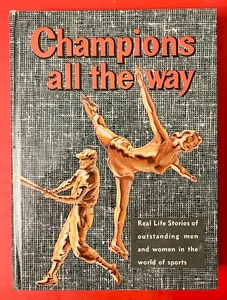 Champions
all the way
Real Life Stories of
outstanding men
and women in the
world of sports